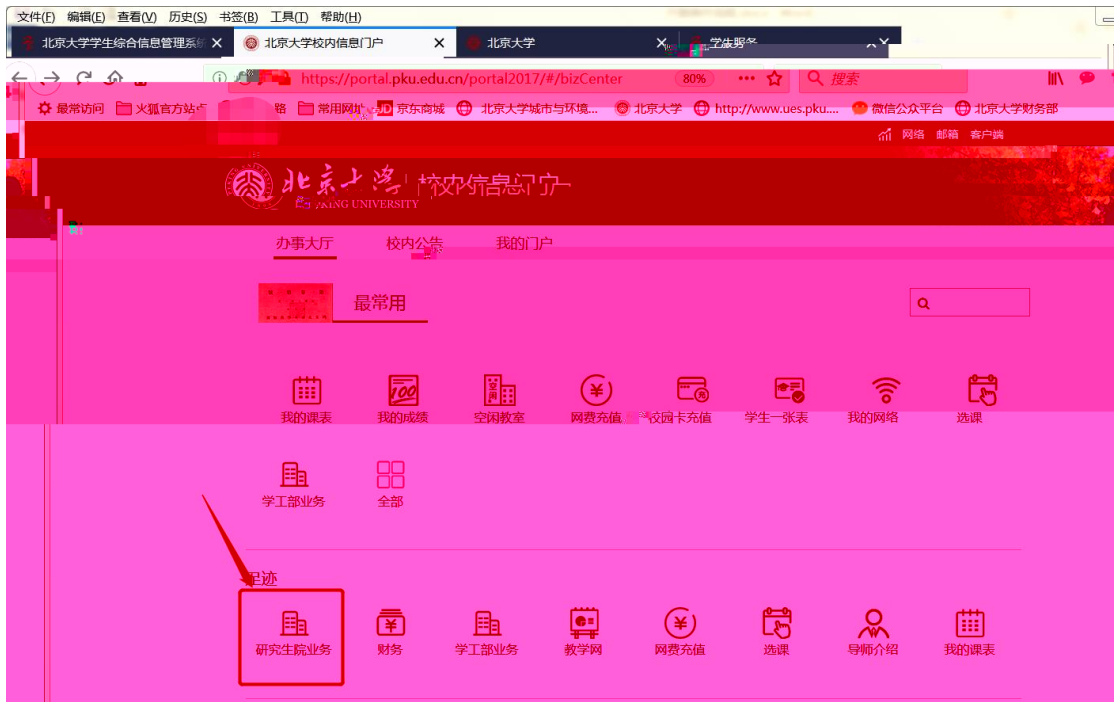 文件(F) 编辑(E) 查看(V) 历史(S) 书签(B) 工具(T) 帮助(H)
北京大学学生综合信息管理系统 北京大学校内信息门户 北京大学
https://portal.pku.edu.cn/portal2017/#/bizCenter 80% 搜索
最常访问 火狐官方站点 常用网址 JD 京东商城 北京大学城市与环境... 北京大学 http://www.ues.pku.... 微信公众平台 北京大学财务部
网络 邮箱 客户端
北京大学 校内信息门户
UNIVERSITY
办事大厅 校内公告 我的门户
最常用
我的课表 我的成绩 空闲教室 网费充值 校园卡充值 学生一张表 我的网络 选课
学工部业务 全部
足迹
研究生院业务 财务 学工部业务 教学网 网费充值 选课 导师介绍 我的课表